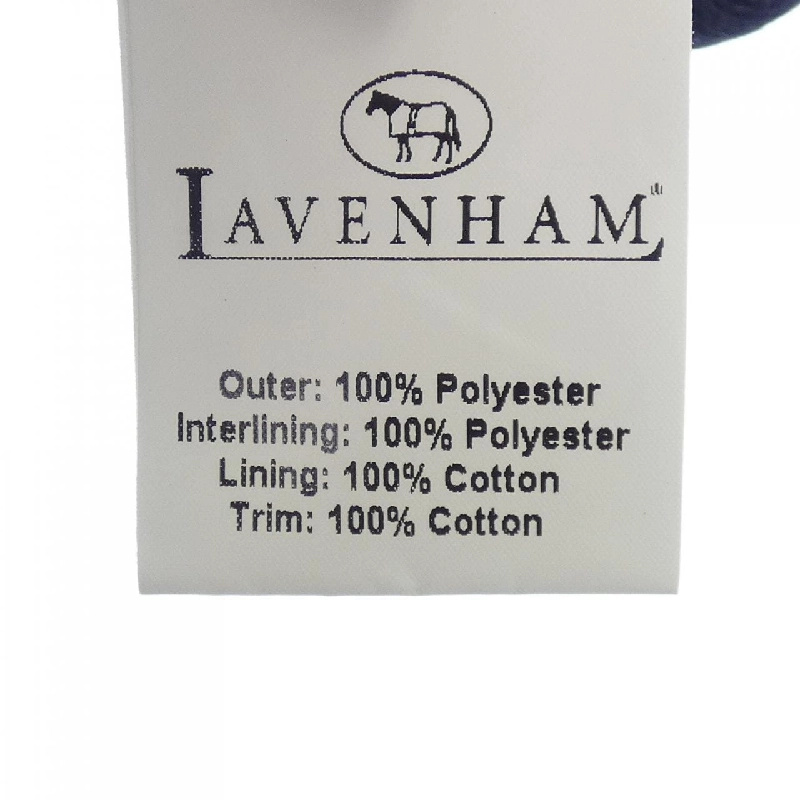 LAVENHAM
Outer: 100% Polyester
Interlining: 100% Polyester
Lining: 100% Cotton
Trim: 100% Cotton